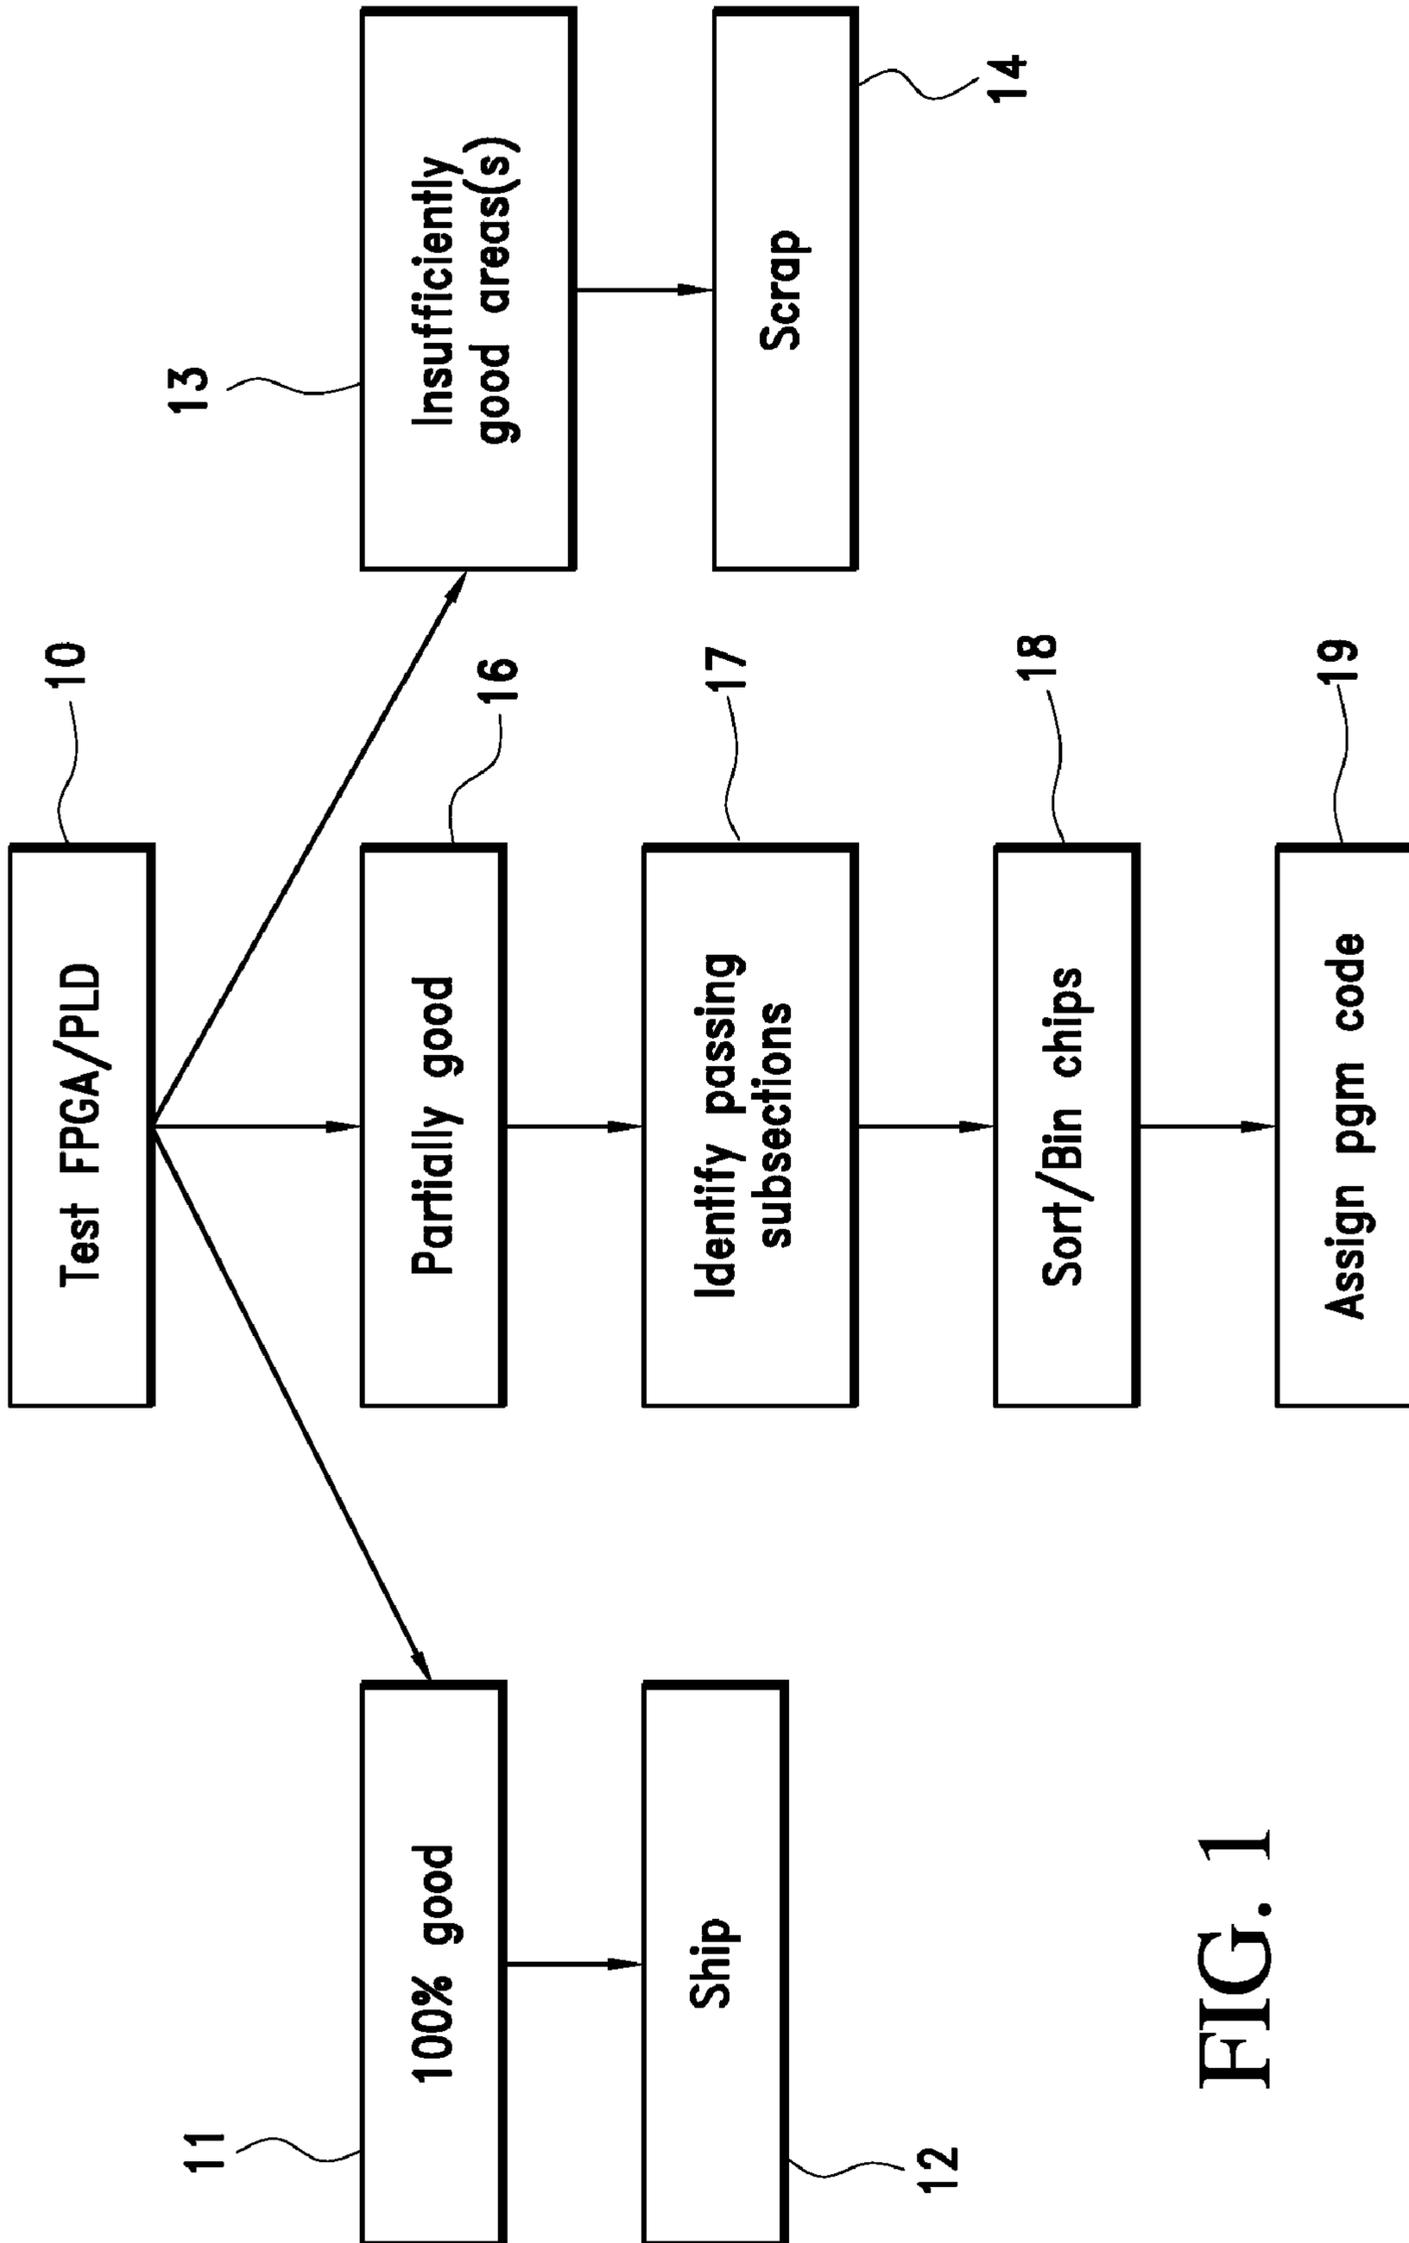 10
Test FPGA/PLD
11
100% good
12
Ship
16
Partially good
17
Identify passing
subsections
18
Sort/Bin chips
19
Assign pgm code
13
Insufficiently
good areas(s)
14
Scrap
FIG. 1